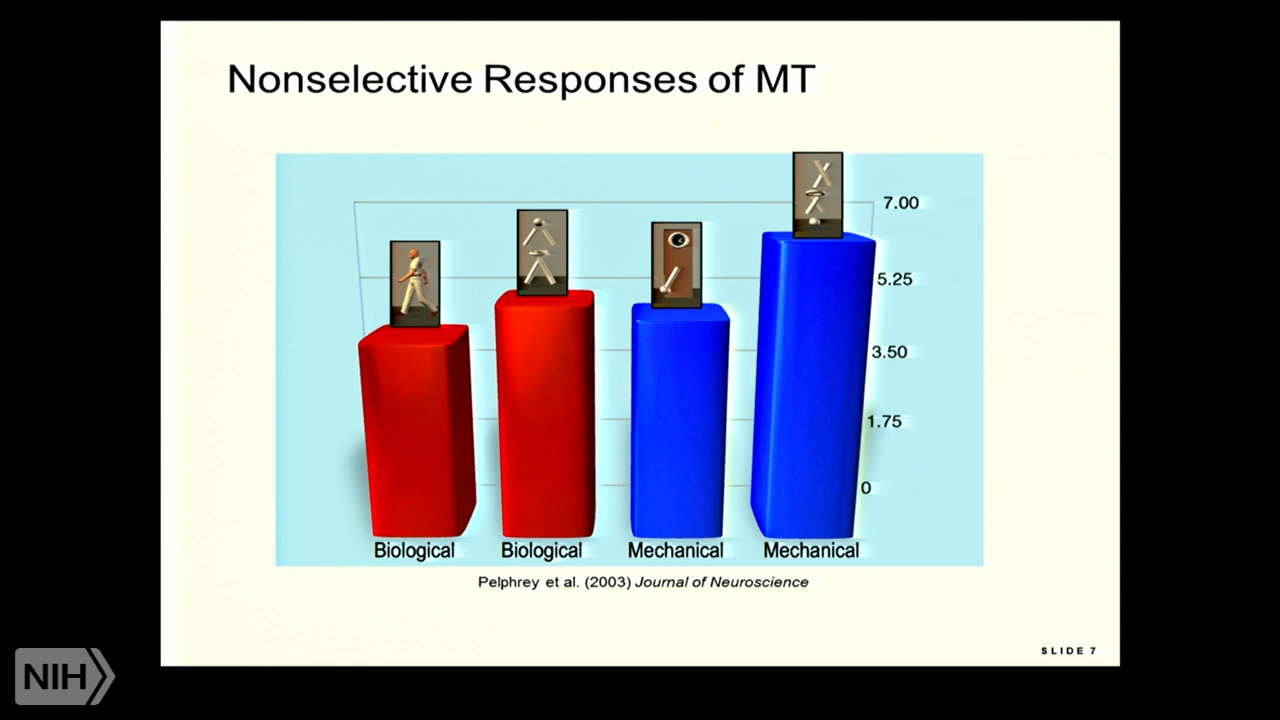 Nonselective Responses of MT
7.00
5.25
3.50
1.75
0
Biological Biological Mechanical Mechanical
Pelphrey et al. (2003) Journal of Neuroscience
SLIDE 7
NIH